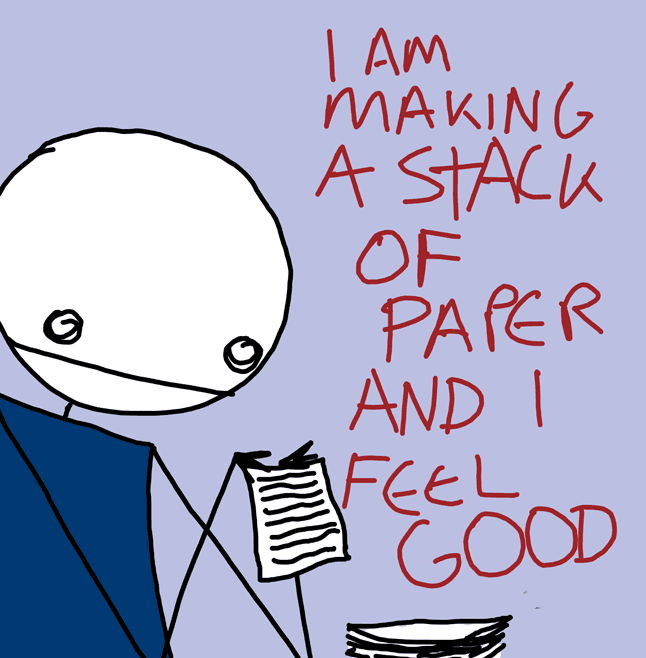 I AM
MAKING
A STACK
OF
PAPER
AND I
FEEL
GOOD